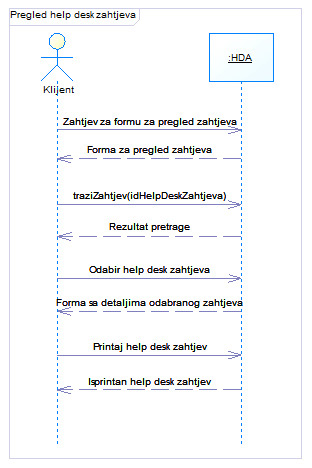 Pregled help desk zahtjeva
:HDA
Klijent
Zahtjev za formu za pregled zahtjeva
Forma za pregled zahtjeva
traziZahtjev(idHelpDeskZahtjeva)
Rezultat pretrage
Odabir help desk zahtjeva
Forma sa detaljima odabranog zahtjeva
Printaj help desk zahtjev
Isprintan help desk zahtjev